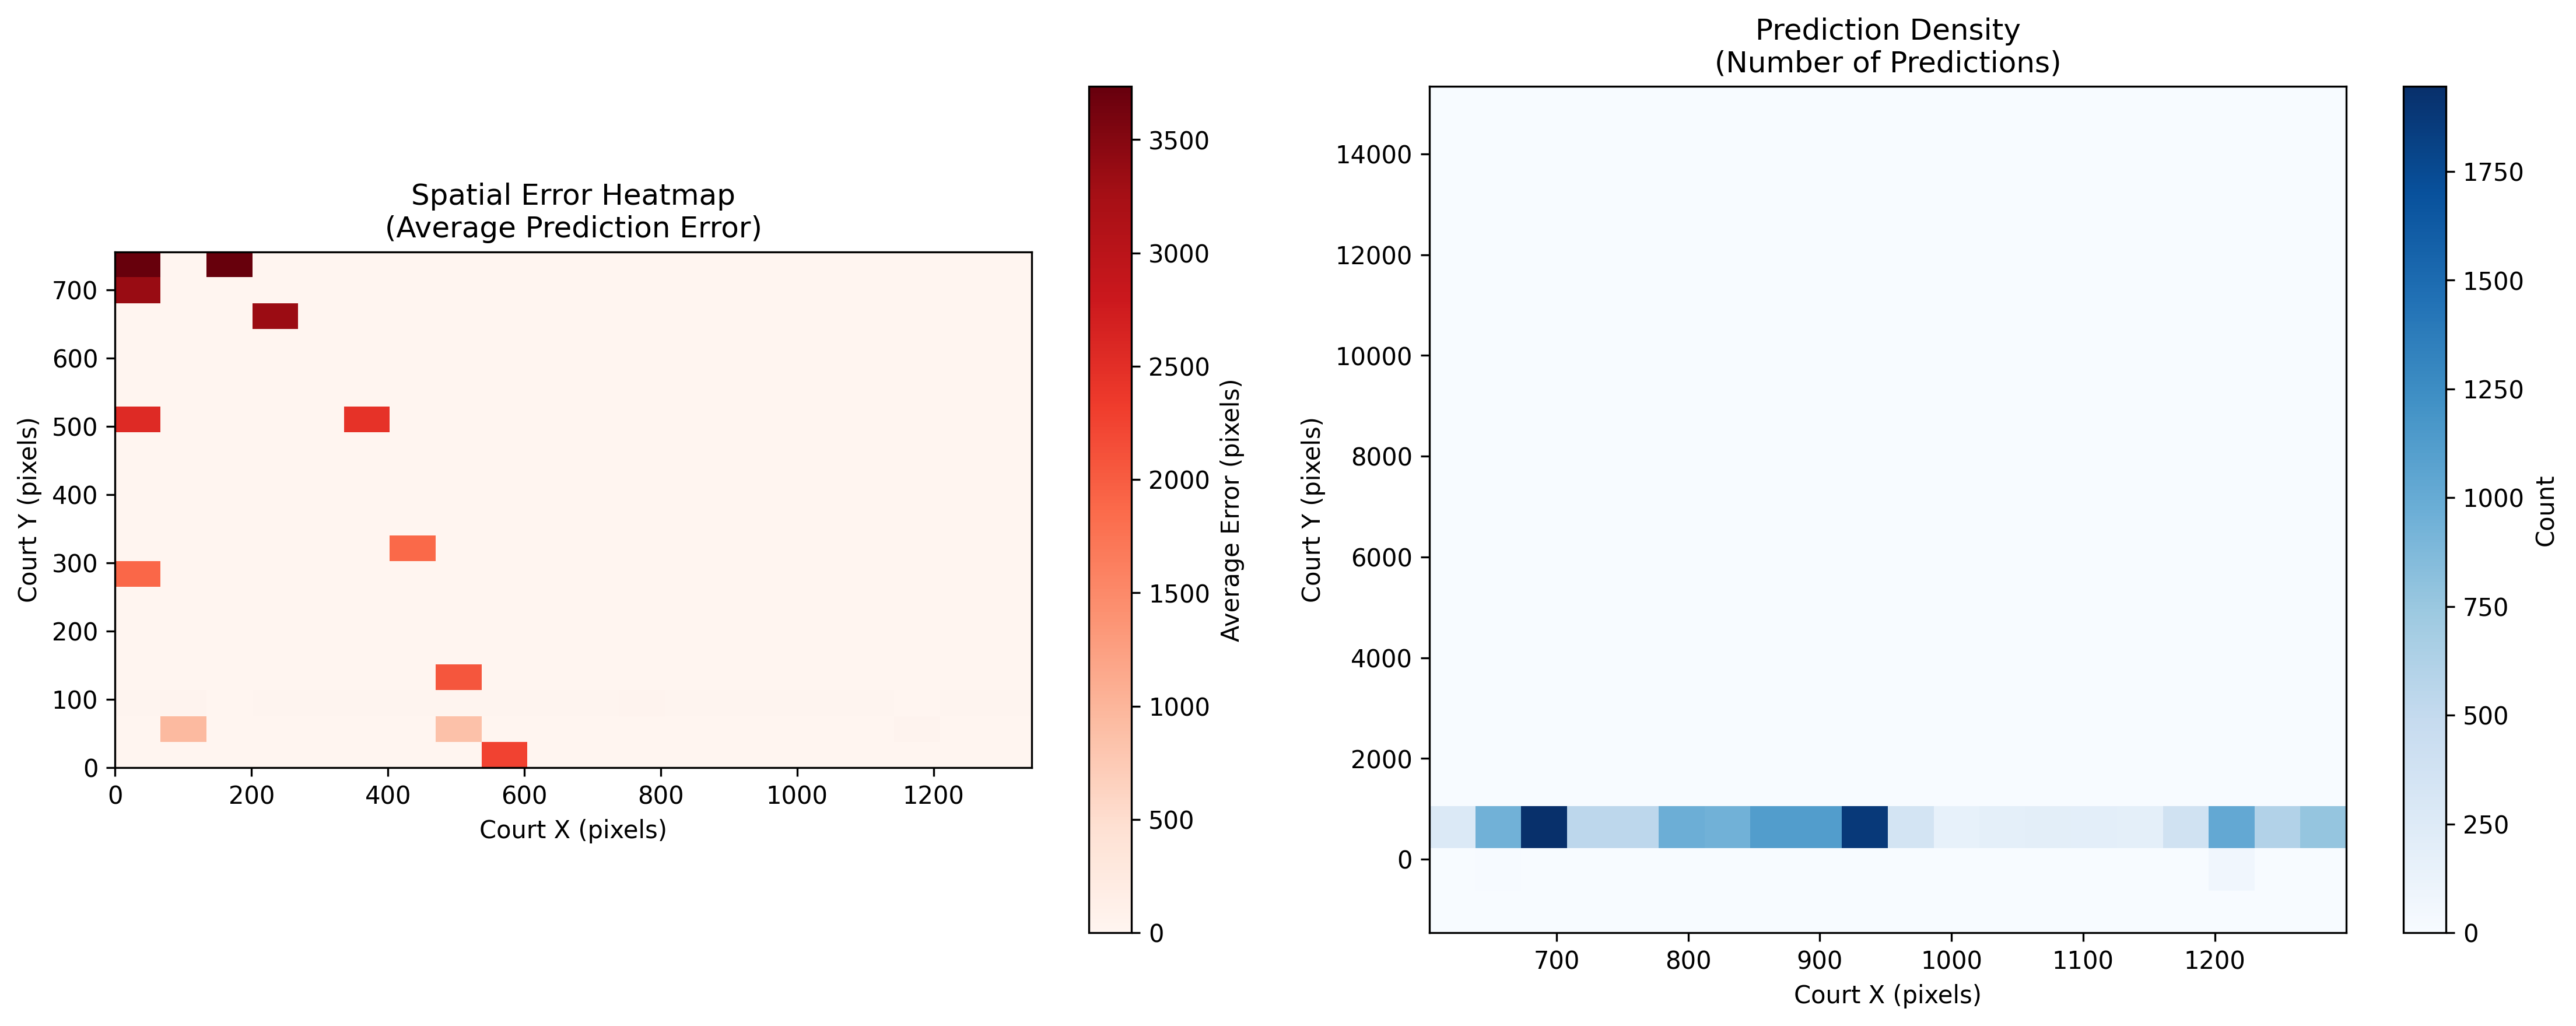 Spatial Error Heatmap
(Average Prediction Error)
Court Y (pixels)
700
600
500
400
300
200
100
0
0 200 400 600 800 1000 1200
Court X (pixels)
3500
3000
2500
2000
1500
1000
500
0
Average Error (pixels)
Prediction Density
(Number of Predictions)
Court Y (pixels)
14000
12000
10000
8000
6000
4000
2000
0
700 800 900 1000 1100 1200
Court X (pixels)
1750
1500
1250
1000
750
500
250
0
Count